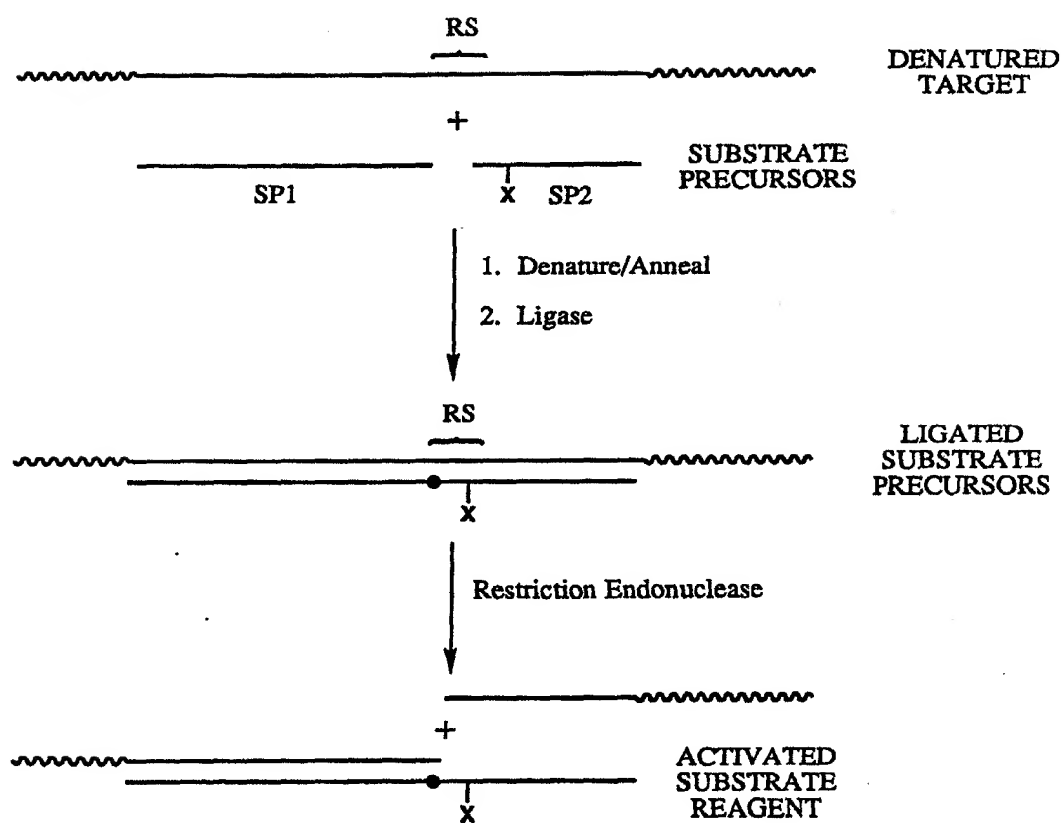 RS
DENATURED
TARGET
+
SUBSTRATE
PRECURSORS
SP1
X
SP2
1. Denature/Anneal
2. Ligase
RS
LIGATED
SUBSTRATE
PRECURSORS
X
Restriction Endonuclease
+
ACTIVATED
SUBSTRATE
REAGENT
X